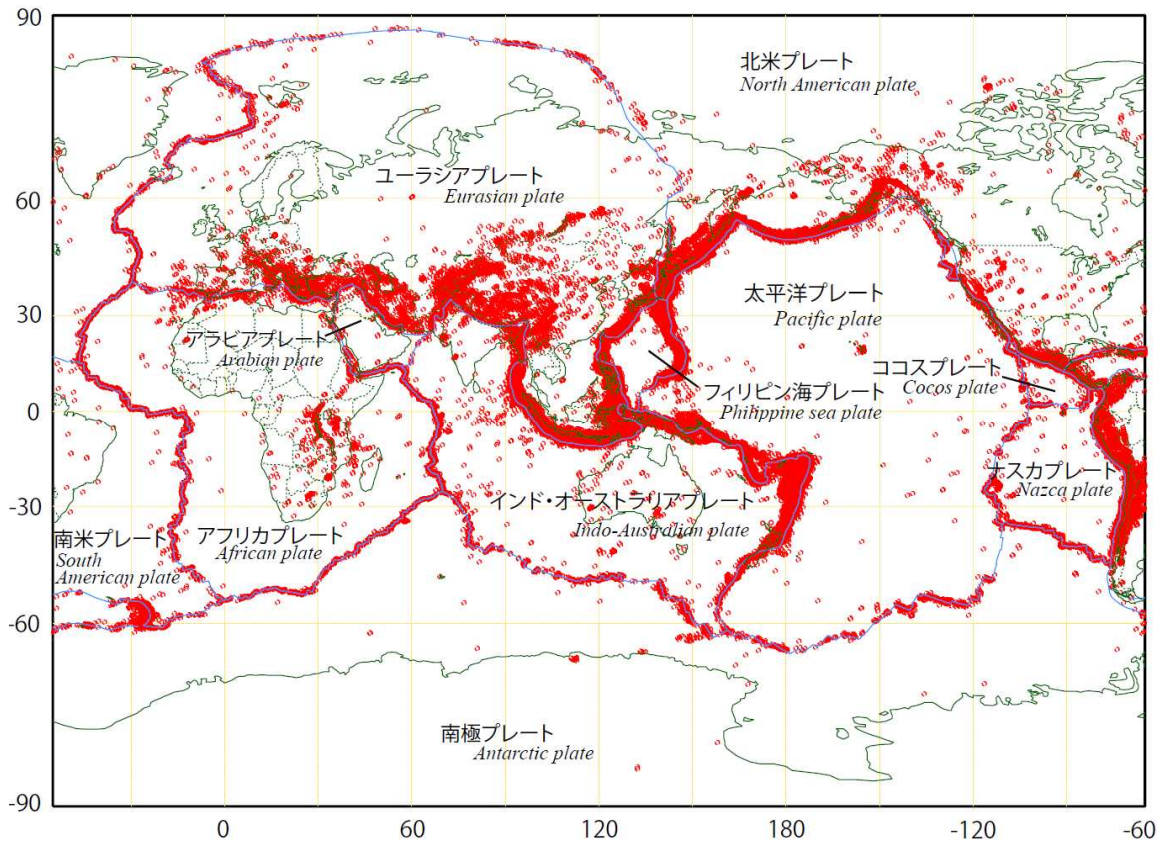 90
北米プレート
North American plate
ユーラシアプレート
Eurasian plate
60
太平洋プレート
Pacific plate
30
アラビアプレート
Arabian plate
ココスプレート
Cocos plate
フィリピン海プレート
Philippine sea plate
0
ナスカプレート
Nazca plate
インド・オーストラリアプレート
Indo-Australian plate
-30
南米プレート
South
American plate
アフリカプレート
African plate
-60
南極プレート
Antarctic plate
-90
0 60 120 180 -120 -60